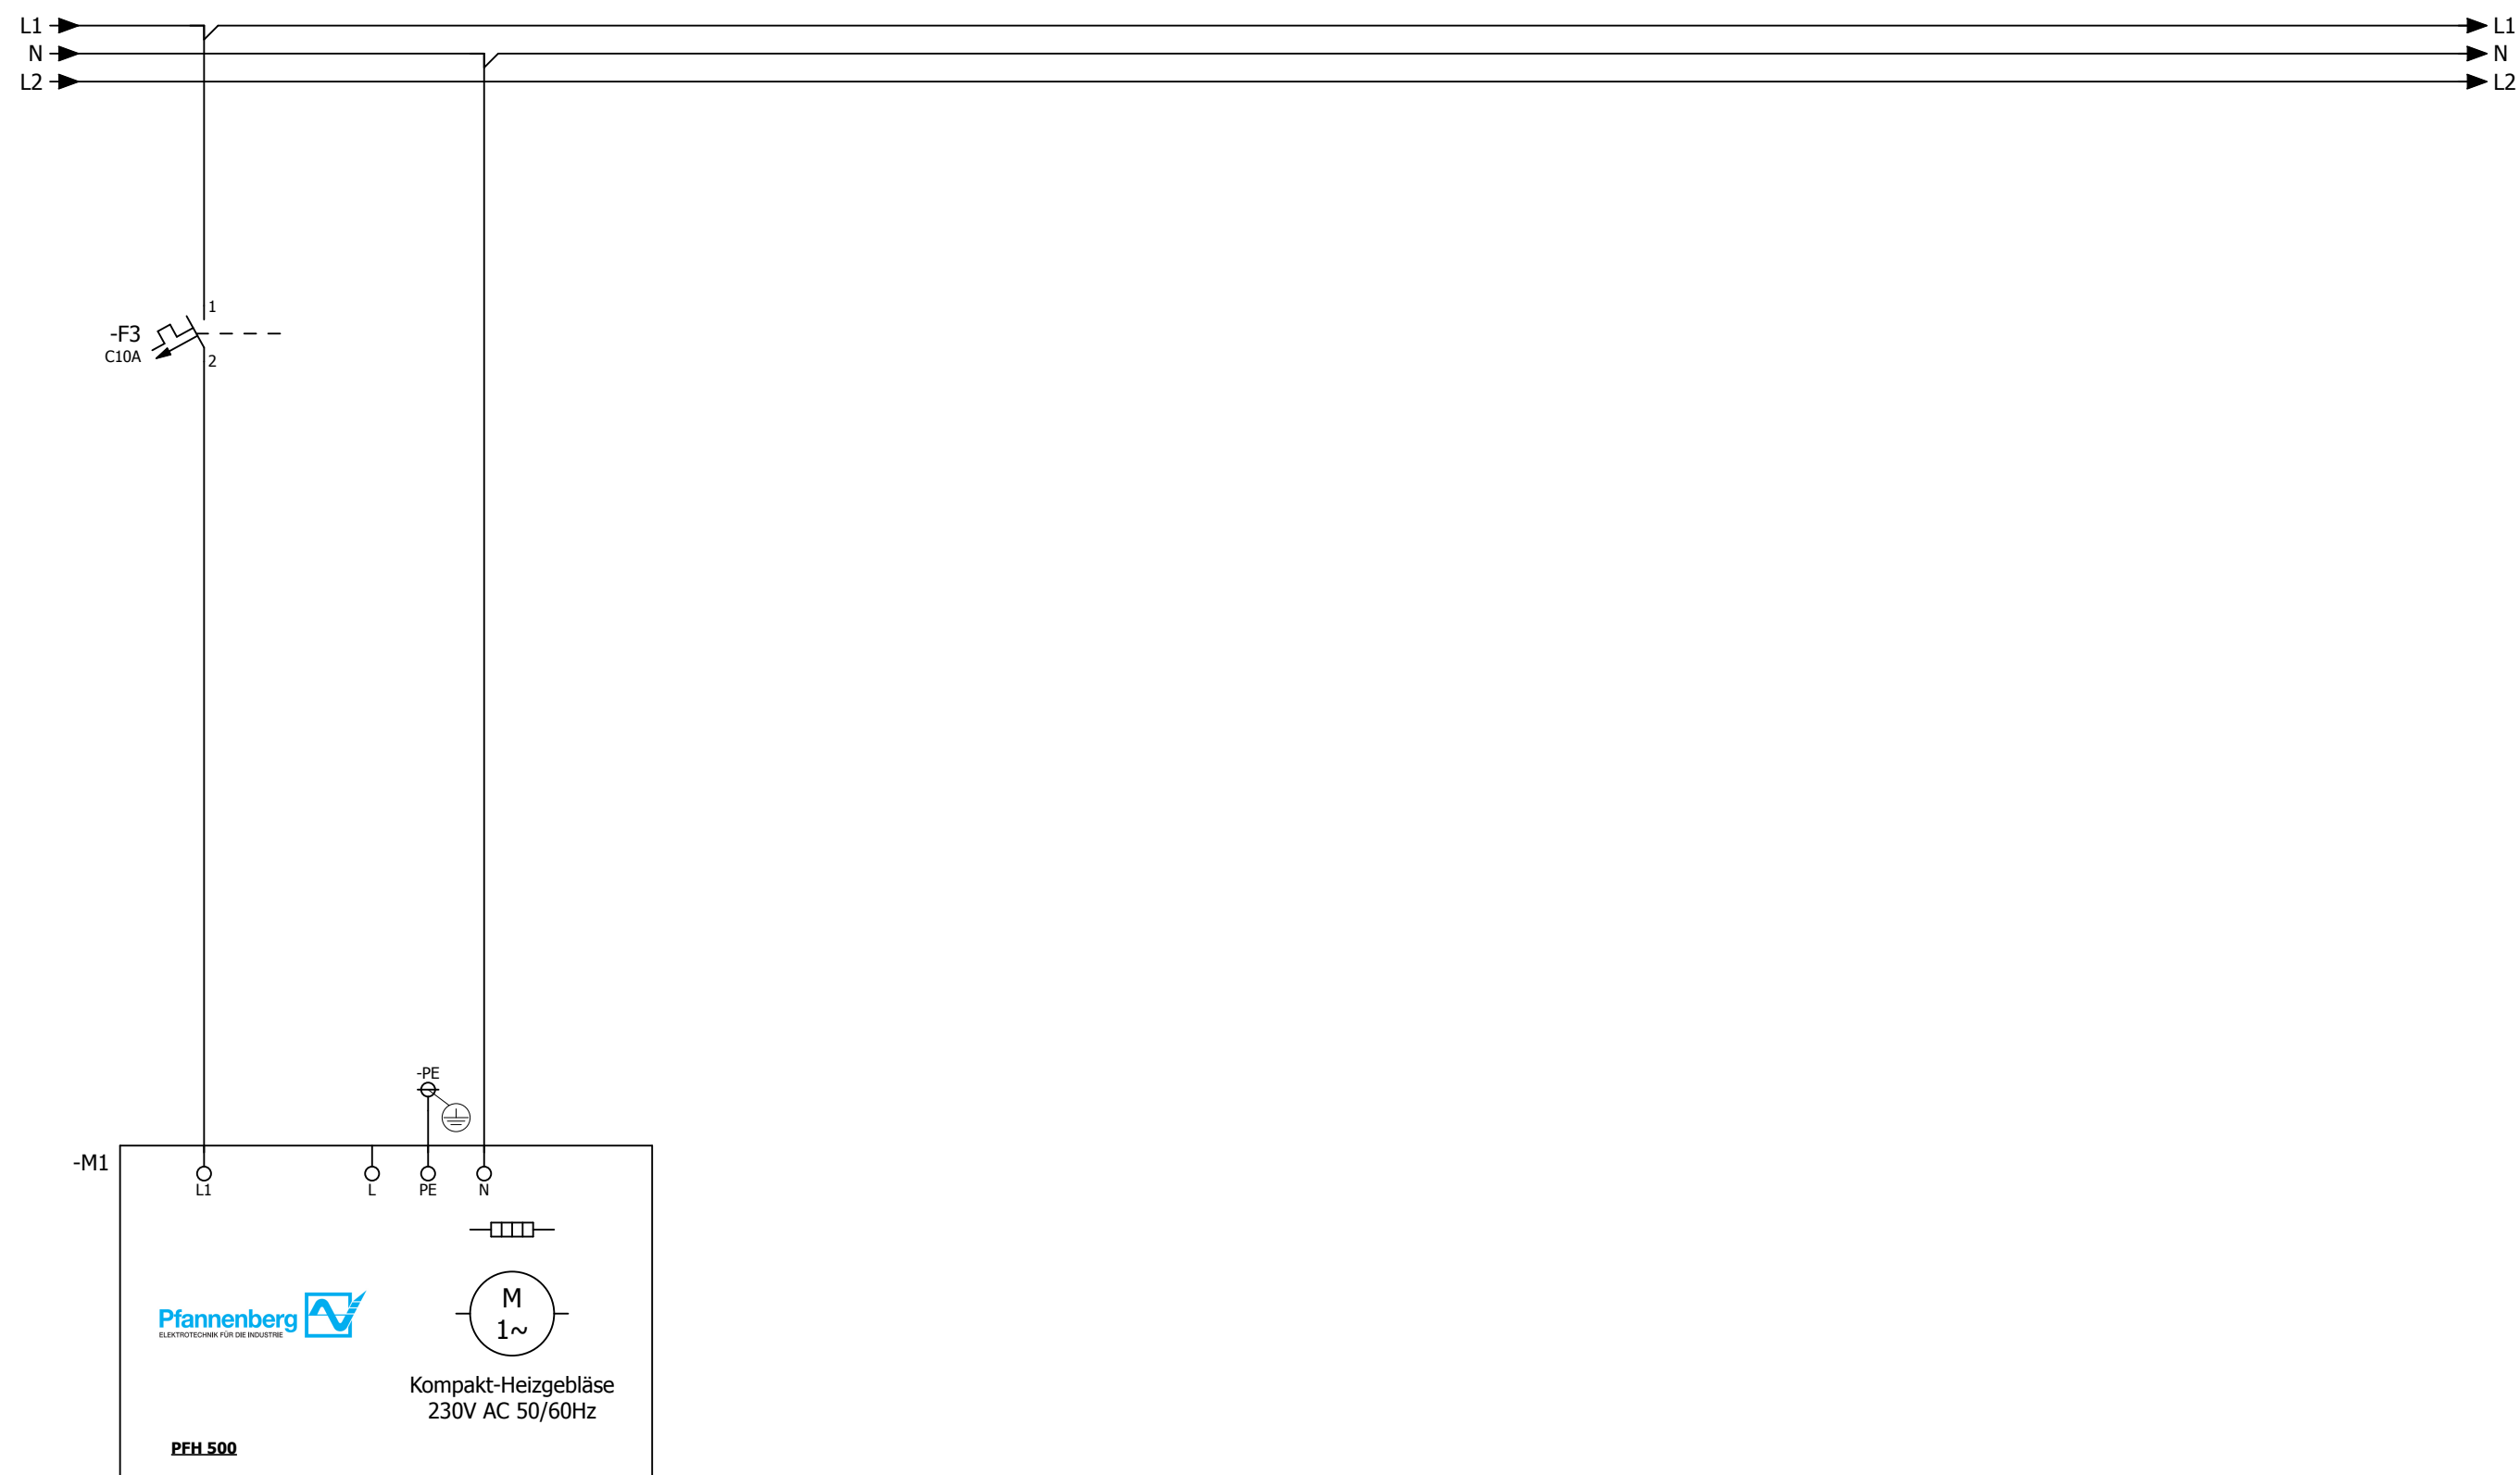 L1
L1
N
N
L2
L2
1
-F3
C10A
2
-PE
-M1
L1
L
PE
N
M
1~
Pfannenberg
ELEKTROTECHNIK FÜR DIE INDUSTRIE
Kompakt-Heizgebläse
230V AC 50/60Hz
PFH 500